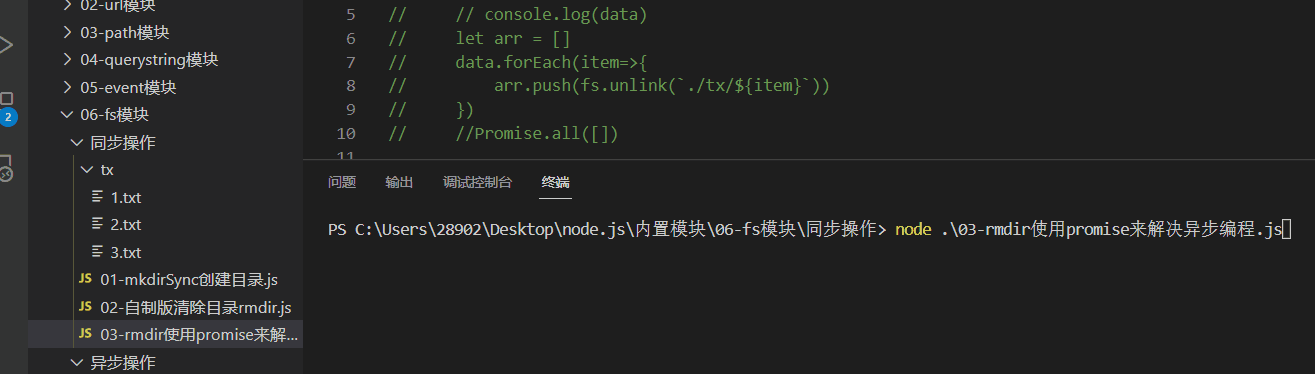 02-url模块
03-path模块
04-querystring模块
05-event模块
2
06-fs模块
同步操作
tx
1.txt
2.txt
3.txt
JS 01-mkdirSync创建目录.js
JS 02-自制版清除目录rmdir.js
JS 03-rmdir使用promise来解...
异步操作
5 //     // console.log(data)
6 //     let arr = []
7 //     data.forEach(item=>{
8 //         arr.push(fs.unlink(`./tx/${item}`))
9 //     })
10 //     //Promise.all([])
11
问题 输出 调试控制台 终端
PS C:\Users\28902\Desktop\node.js\内置模块\06-fs模块\同步操作> node .\03-rmdir使用promise来解决异步编程.js